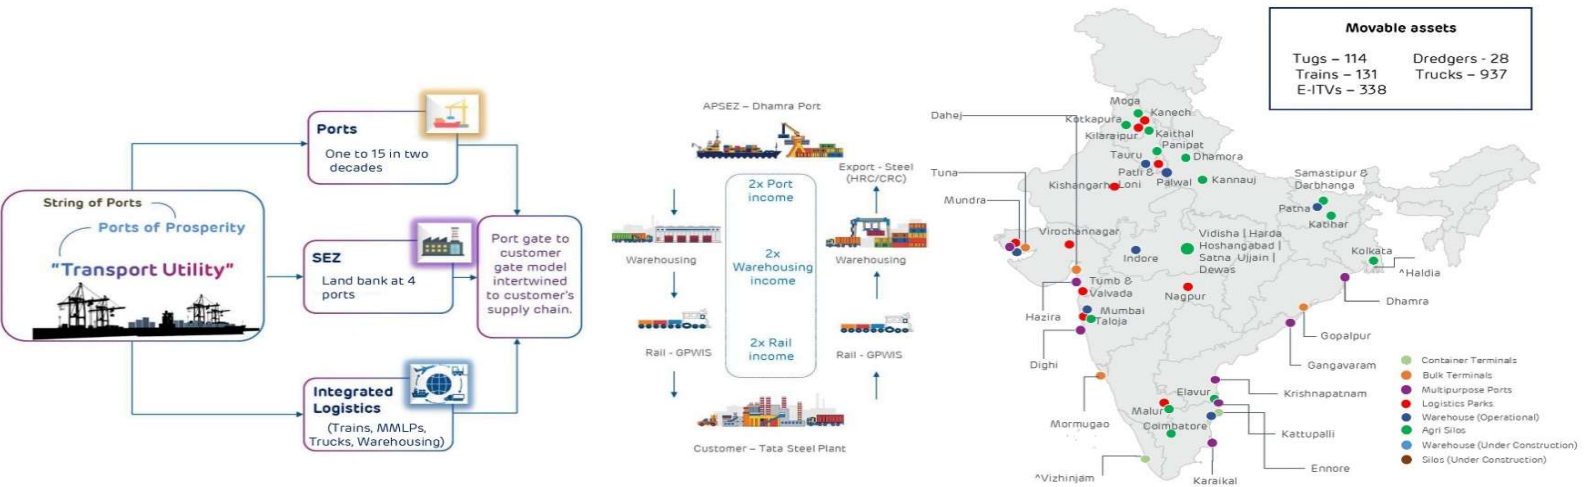 String of Ports
Ports of Prosperity
"Transport Utility"
Ports
One to 15 in two
decades
SEZ
Land bank at 4
ports
Integrated
Logistics
(Trains, MMLPs,
Trucks, Warehousing)
Port gate to
customer
gate model
intertwined
to customer's
supply chain.
APSEZ – Dhamra Port
Export - Steel
(HRC/CRC)
2x Port
income
Warehousing
2x
Warehousing
income
Warehousing
Rail - GPWIS
2x Rail
income
Rail - GPWIS
Customer – Tata Steel Plant
Movable assets
Tugs – 114
Dredgers - 28
Trains – 131
Trucks – 937
E-ITVs – 338
Dahej
Tuna
Mundra
Moga
Kanech
Kotkapura
Kilaraipur
Kaithal
Panipat
Tauru
Dhamora
Patli &
Palwal
Kishangarh
Loni
Kannauj
Samastipur &
Darbhanga
Patna
Katihar
Virochannagar
Indore
Vidisha | Harda
Hoshangabad |
Satna Ujjain |
Dewas
Kolkata
^Haldia
Dhamra
Tumb &
Valvada
Nagpur
Hazira
Mumbai
Taloja
Gopalpur
Dighi
Gangavaram
Mormugao
Krishnapatnam
Elavur
Malur
Coimbatore
Kattupalli
Ennore
^Vizhinjam
Karaikal
Container Terminals
Bulk Terminals
Multipurpose Ports
Logistics Parks
Warehouse (Operational)
Agri Silos
Warehouse (Under Construction)
Silos (Under Construction)